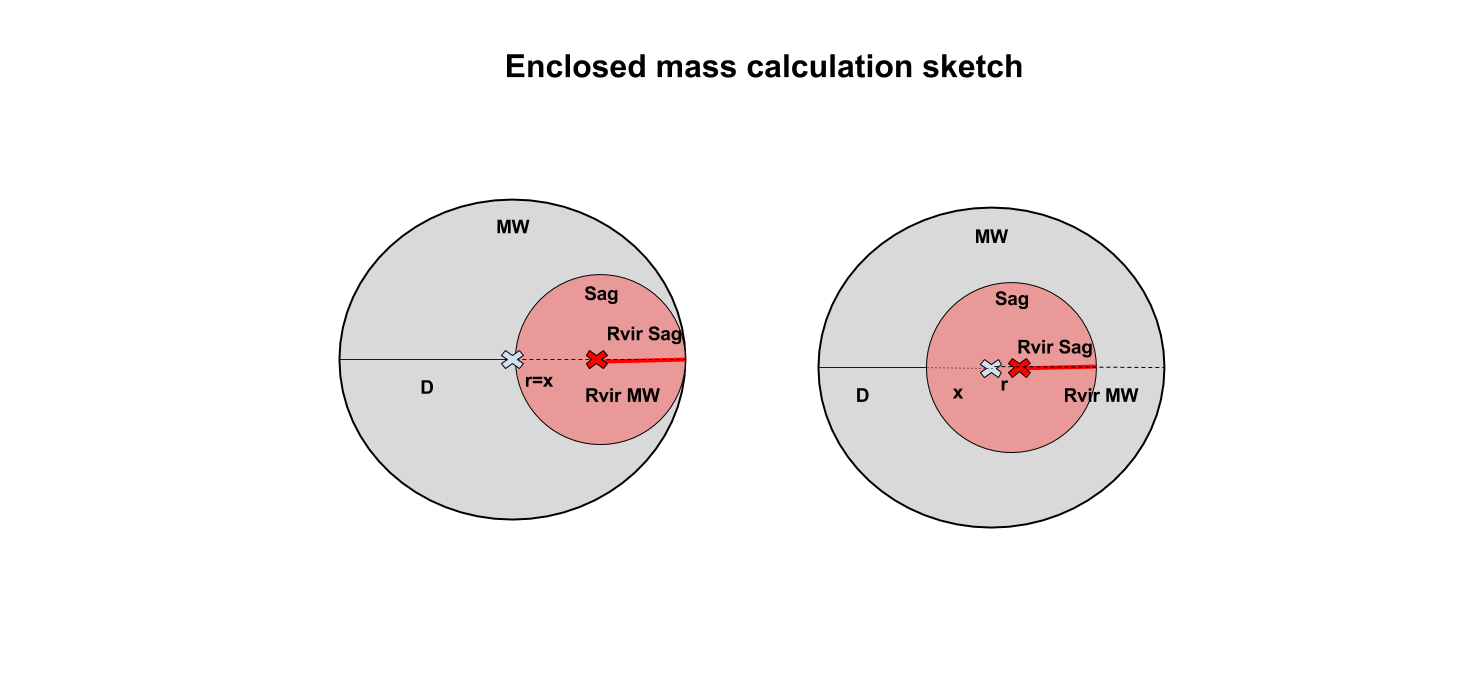 Enclosed mass calculation sketch
MW
Sag
Rvir Sag
r=x
D
Rvir MW
MW
Sag
Rvir Sag
r
x
D
Rvir MW